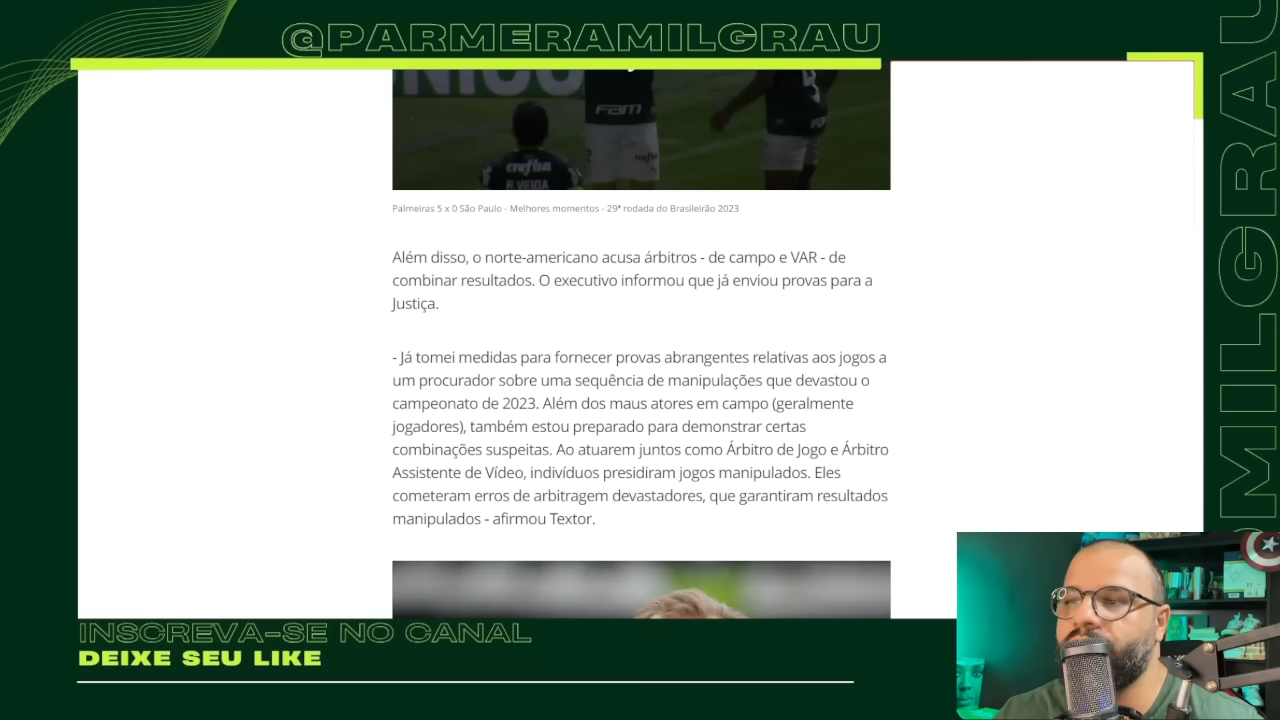 @PARMERAMILGRAU
FAM
crefisa
R.VEIGA
Palmeiras 5 x 0 São Paulo - Melhores momentos - 29ª rodada do Brasileirão 2023
Além disso, o norte-americano acusa árbitros - de campo e VAR - de
combinar resultados. O executivo informou que já enviou provas para a
Justiça.
- Já tomei medidas para fornecer provas abrangentes relativas aos jogos a
um procurador sobre uma sequência de manipulações que devastou o
campeonato de 2023. Além dos maus atores em campo (geralmente
jogadores), também estou preparado para demonstrar certas
combinações suspeitas. Ao atuarem juntos como Árbitro de Jogo e Árbitro
Assistente de Vídeo, indivíduos presidiram jogos manipulados. Eles
cometeram erros de arbitragem devastadores, que garantiram resultados
manipulados - afirmou Textor.
INSCREVA-SE NO CANAL
DEIXE SEU LIKE
MILGRAU